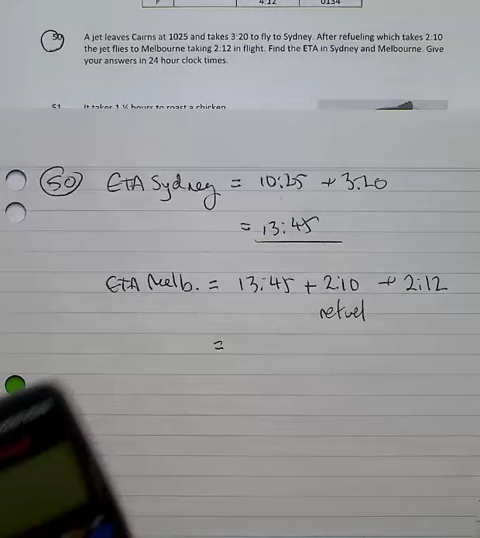 F 4:12 0134
50 A jet leaves Cairns at 1025 and takes 3:20 to fly to Sydney. After refuelling which takes 2:10
the jet flies to Melbourne taking 2:12 in flight. Find the ETA in Sydney and Melbourne. Give
your answers in 24 hour clock times.
51 It takes 1 ½ hours to roast a chicken
50 ETA Sydney = 10:25 + 3:20
= 13:45
ETA Melb. = 13:45 + 2:10 + 2:12
refuel
=